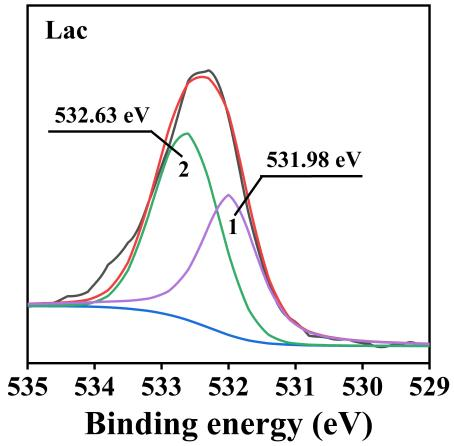 Lac
532.63 eV
531.98 eV
2
1
535 534 533 532 531 530 529
Binding energy (eV)